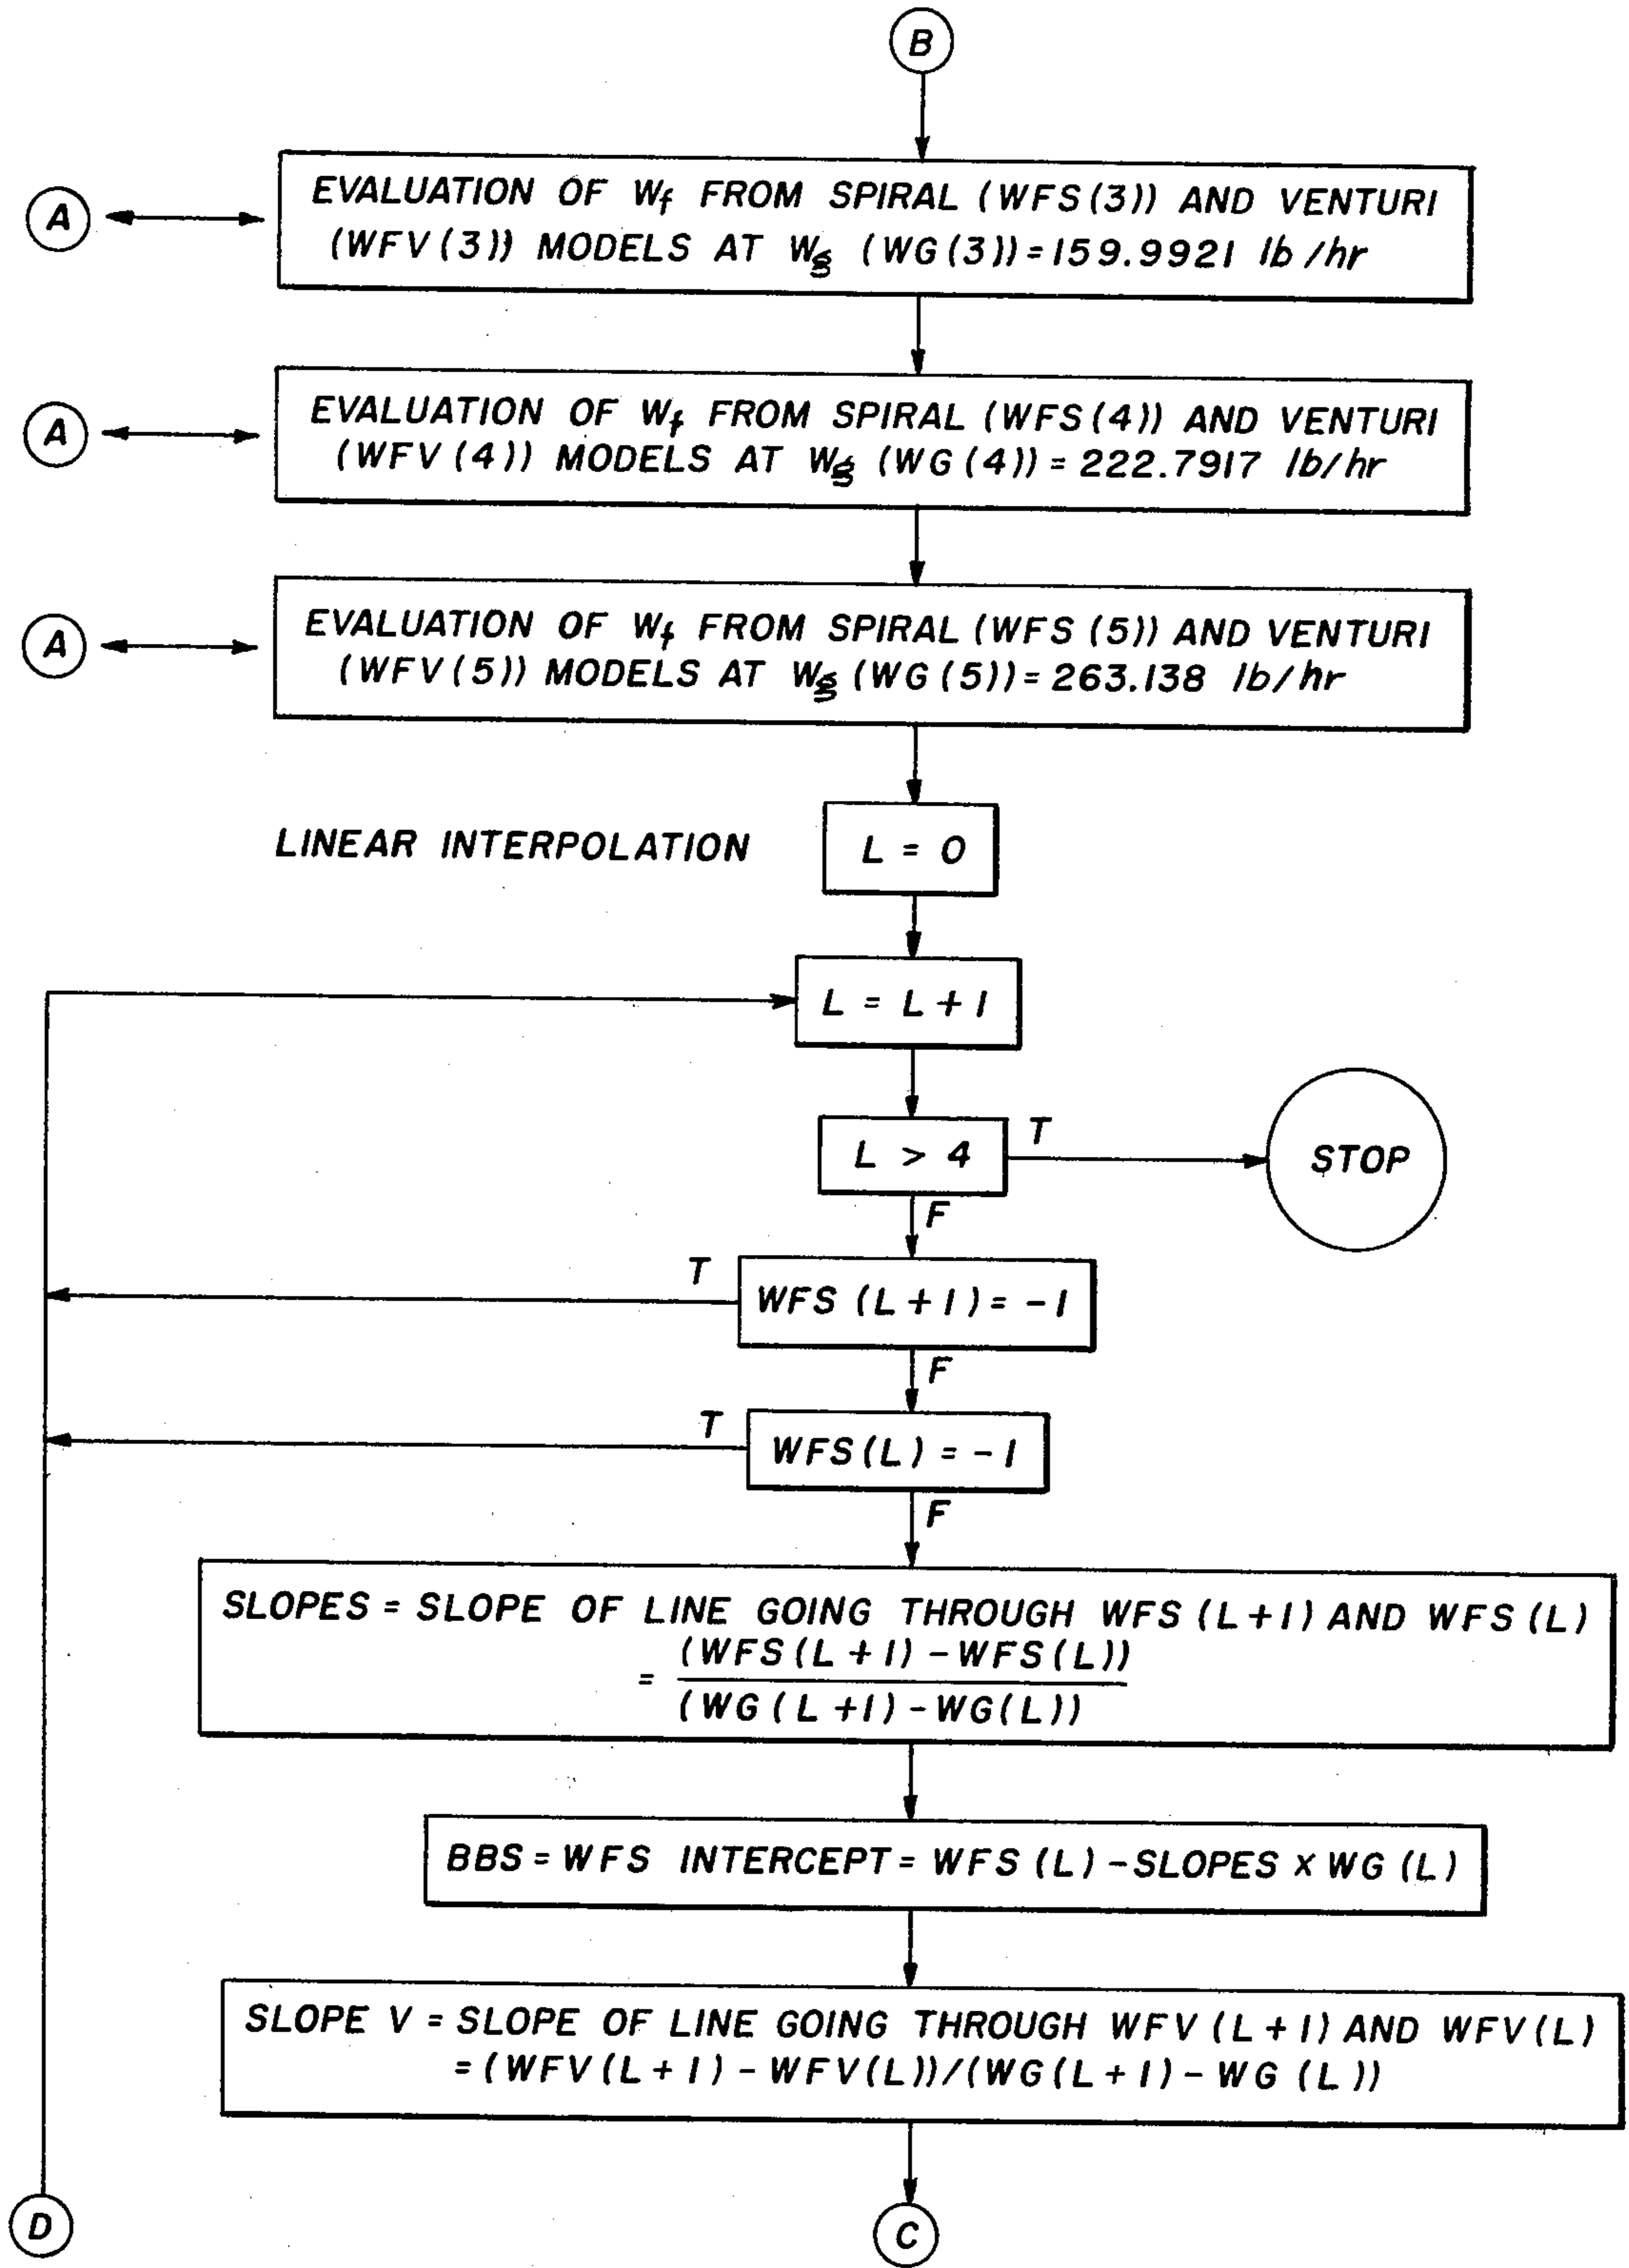 B
A
EVALUATION OF Wf FROM SPIRAL (WFS(3)) AND VENTURI
(WFV(3)) MODELS AT Wg (WG(3))=159.9921 lb/hr
A
EVALUATION OF Wf FROM SPIRAL (WFS(4)) AND VENTURI
(WFV(4)) MODELS AT Wg (WG(4))=222.7917 lb/hr
A
EVALUATION OF Wf FROM SPIRAL (WFS(5)) AND VENTURI
(WFV(5)) MODELS AT Wg (WG(5))=263.138 lb/hr
LINEAR INTERPOLATION
L = 0
L = L+1
L > 4
T
STOP
F
T
WFS (L+1)= -1
F
T
WFS(L) = -1
F
SLOPES = SLOPE OF LINE GOING THROUGH WFS (L+1) AND WFS (L)
= (WFS(L+1)-WFS(L))
(WG(L+1)-WG(L))
BBS = WFS INTERCEPT= WFS (L) -SLOPES x WG (L)
SLOPE V = SLOPE OF LINE GOING THROUGH WFV (L+1) AND WFV(L)
= (WFV(L+1)-WFV(L))/(WG(L+1)-WG (L))
D
C